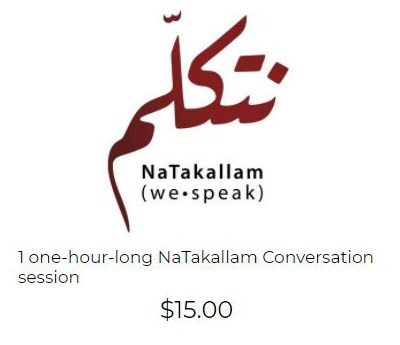 نتكلّم
NaTakallam
(we•speak)
1 one-hour-long NaTakallam Conversation
session
$15.00